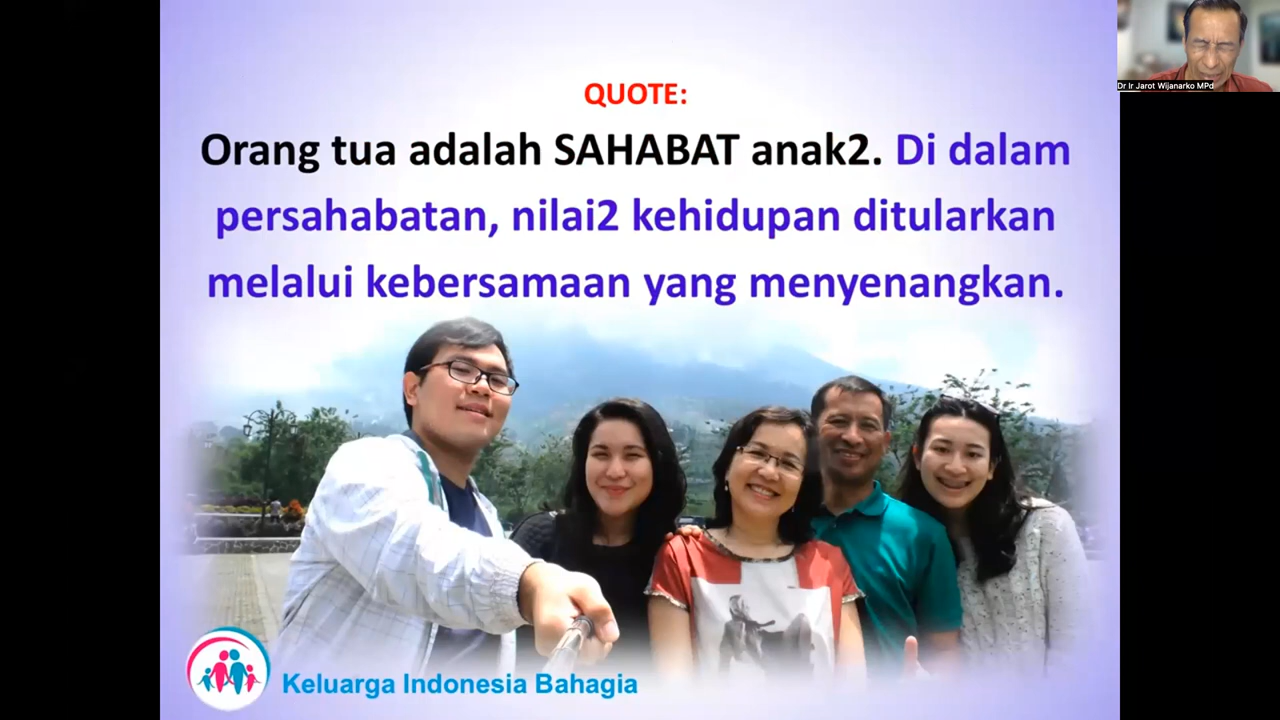 Dr Ir Jarot Wijanarko MPd
QUOTE:
Orang tua adalah SAHABAT anak2. Di dalam
persahabatan, nilai2 kehidupan ditularkan
melalui kebersamaan yang menyenangkan.
Keluarga Indonesia Bahagia